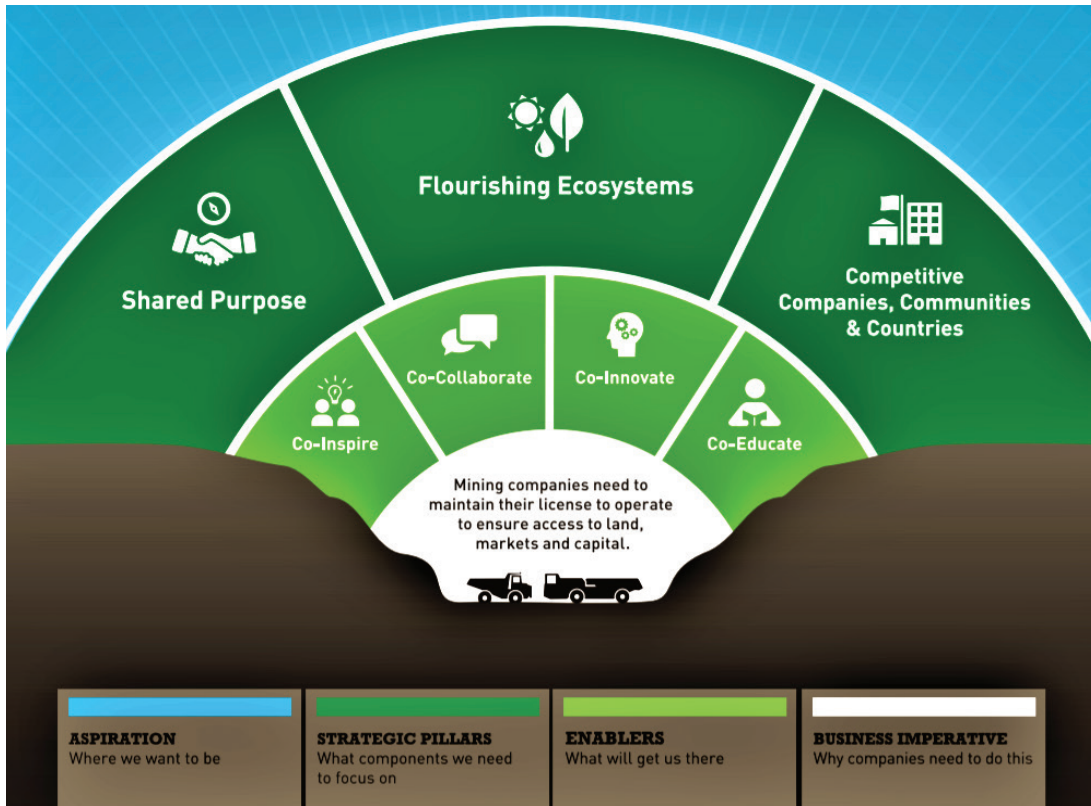 Flourishing Ecosystems
Shared Purpose
Competitive
Companies, Communities
& Countries
Co-Collaborate
Co-Innovate
Co-Inspire
Co-Educate
Mining companies need to
maintain their license to operate
to ensure access to land,
markets and capital.
ASPIRATION
Where we want to be
STRATEGIC PILLARS
What components we need
to focus on
ENABLERS
What will get us there
BUSINESS IMPERATIVE
Why companies need to do this